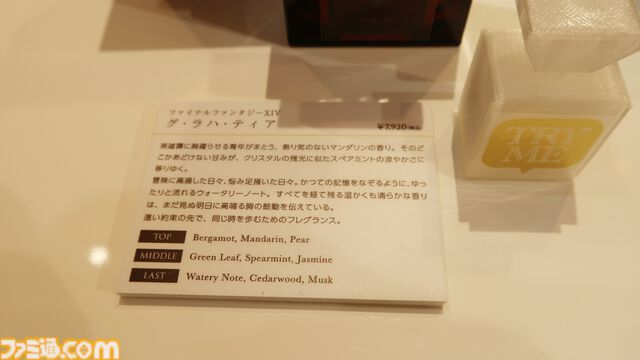 ファイナルファンタジーXIV
グ・ラハ・ティア
¥7,920(税込)
英雄譚に胸躍らせる青年がまとう、飾り気のないマンダリンの香り。そのど
こかあどけない甘みが、クリスタルの残光に似たスペアミントの涼やかさに
移りゆく。
冒険に高揚した日々、悩み足掻いた日々。かつての記憶をなぞるように、ゆっ
たりと流れるウォータリーノート。すべてを経て残る温かくも清らかな香り
は、まだ見ぬ明日に高鳴る胸の鼓動を伝えている。
遠い約束の先で、同じ時を歩むためのフレグランス。
TOP Bergamot, Mandarin, Pear
MIDDLE Green Leaf, Spearmint, Jasmine
LAST Watery Note, Cedarwood, Musk
TRY
ME
ファミ通.com